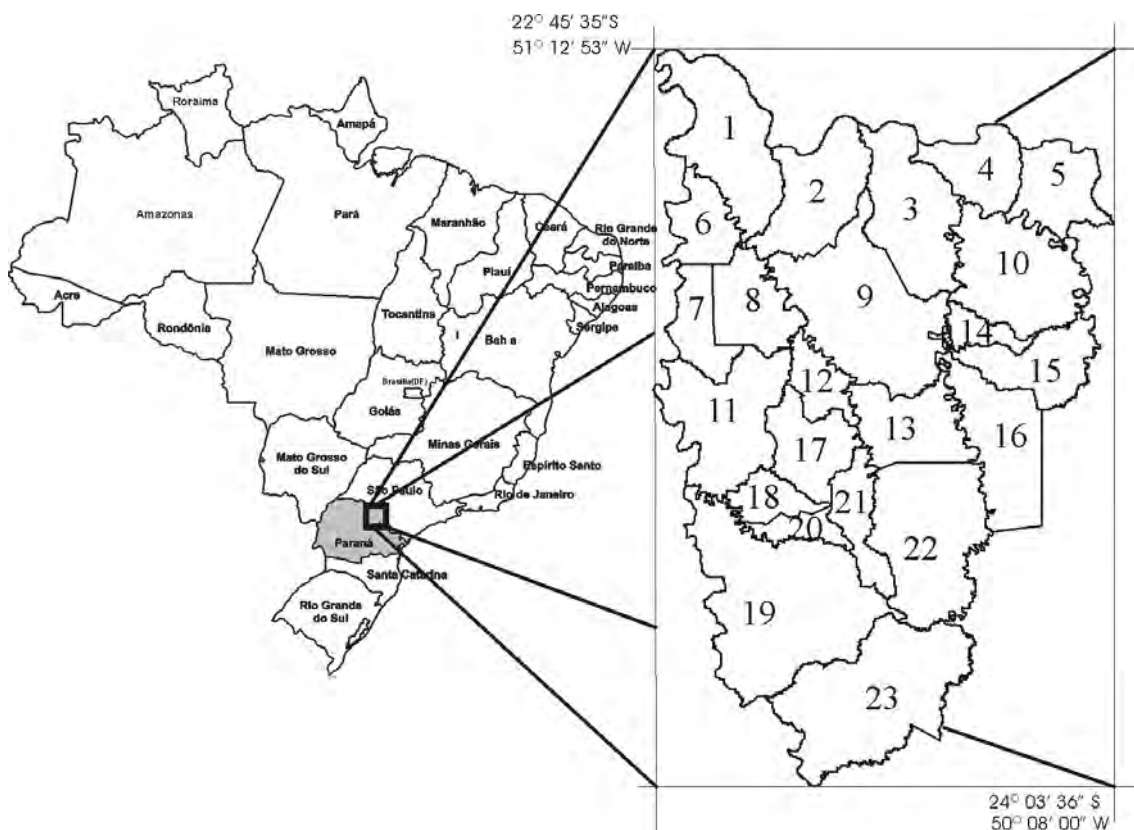 22° 45' 35"S
51° 12' 53" W
Roraima
Amapá
Amazonas
Pará
Maranhão
Ceará
Rio Grande
do Norte
Paraíba
Piauí
Pernambuco
Alagoas
Sergipe
Acre
Rondônia
Tocantins
Mato Grosso
Bah a
Brasília(DF)
Goiás
Minas Gerais
Mato Grosso
do Sul
Espírito Santo
São Paulo
Rio de Janeiro
Paraná
Santa Catarina
Rio Grande
do Sul
1
2
3
4
5
6
7
8
9
10
11
12
13
14
15
16
17
18
19
20
21
22
23
24° 03' 36" S
50° 08' 00" W